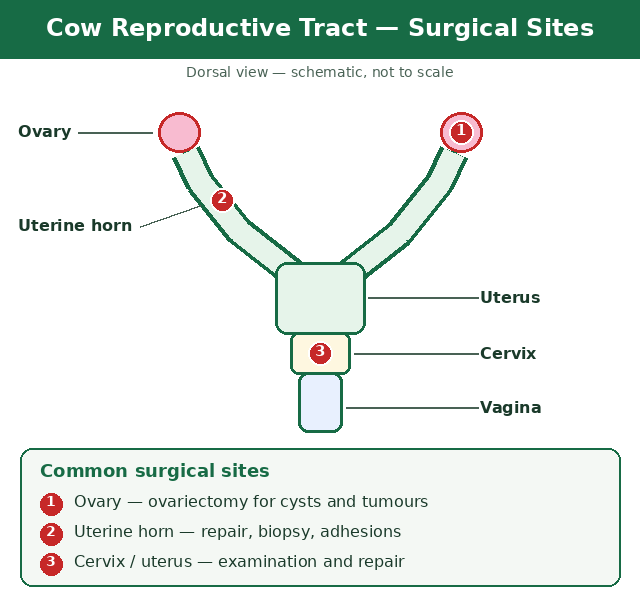 Cow Reproductive Tract — Surgical Sites
Dorsal view — schematic, not to scale
Ovary
1
2
Uterine horn
Uterus
3
Cervix
Vagina
Common surgical sites
1 Ovary — ovariectomy for cysts and tumours
2 Uterine horn — repair, biopsy, adhesions
3 Cervix / uterus — examination and repair